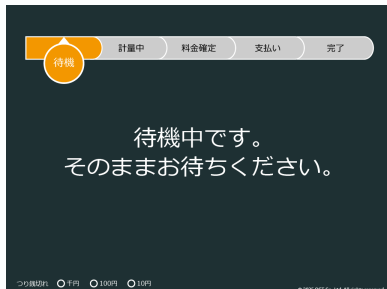 待機
計量中
料金確定
支払い
完了
待機中です。
そのままお待ちください。
つり銭切れ ○千円 ○100円 ○10円